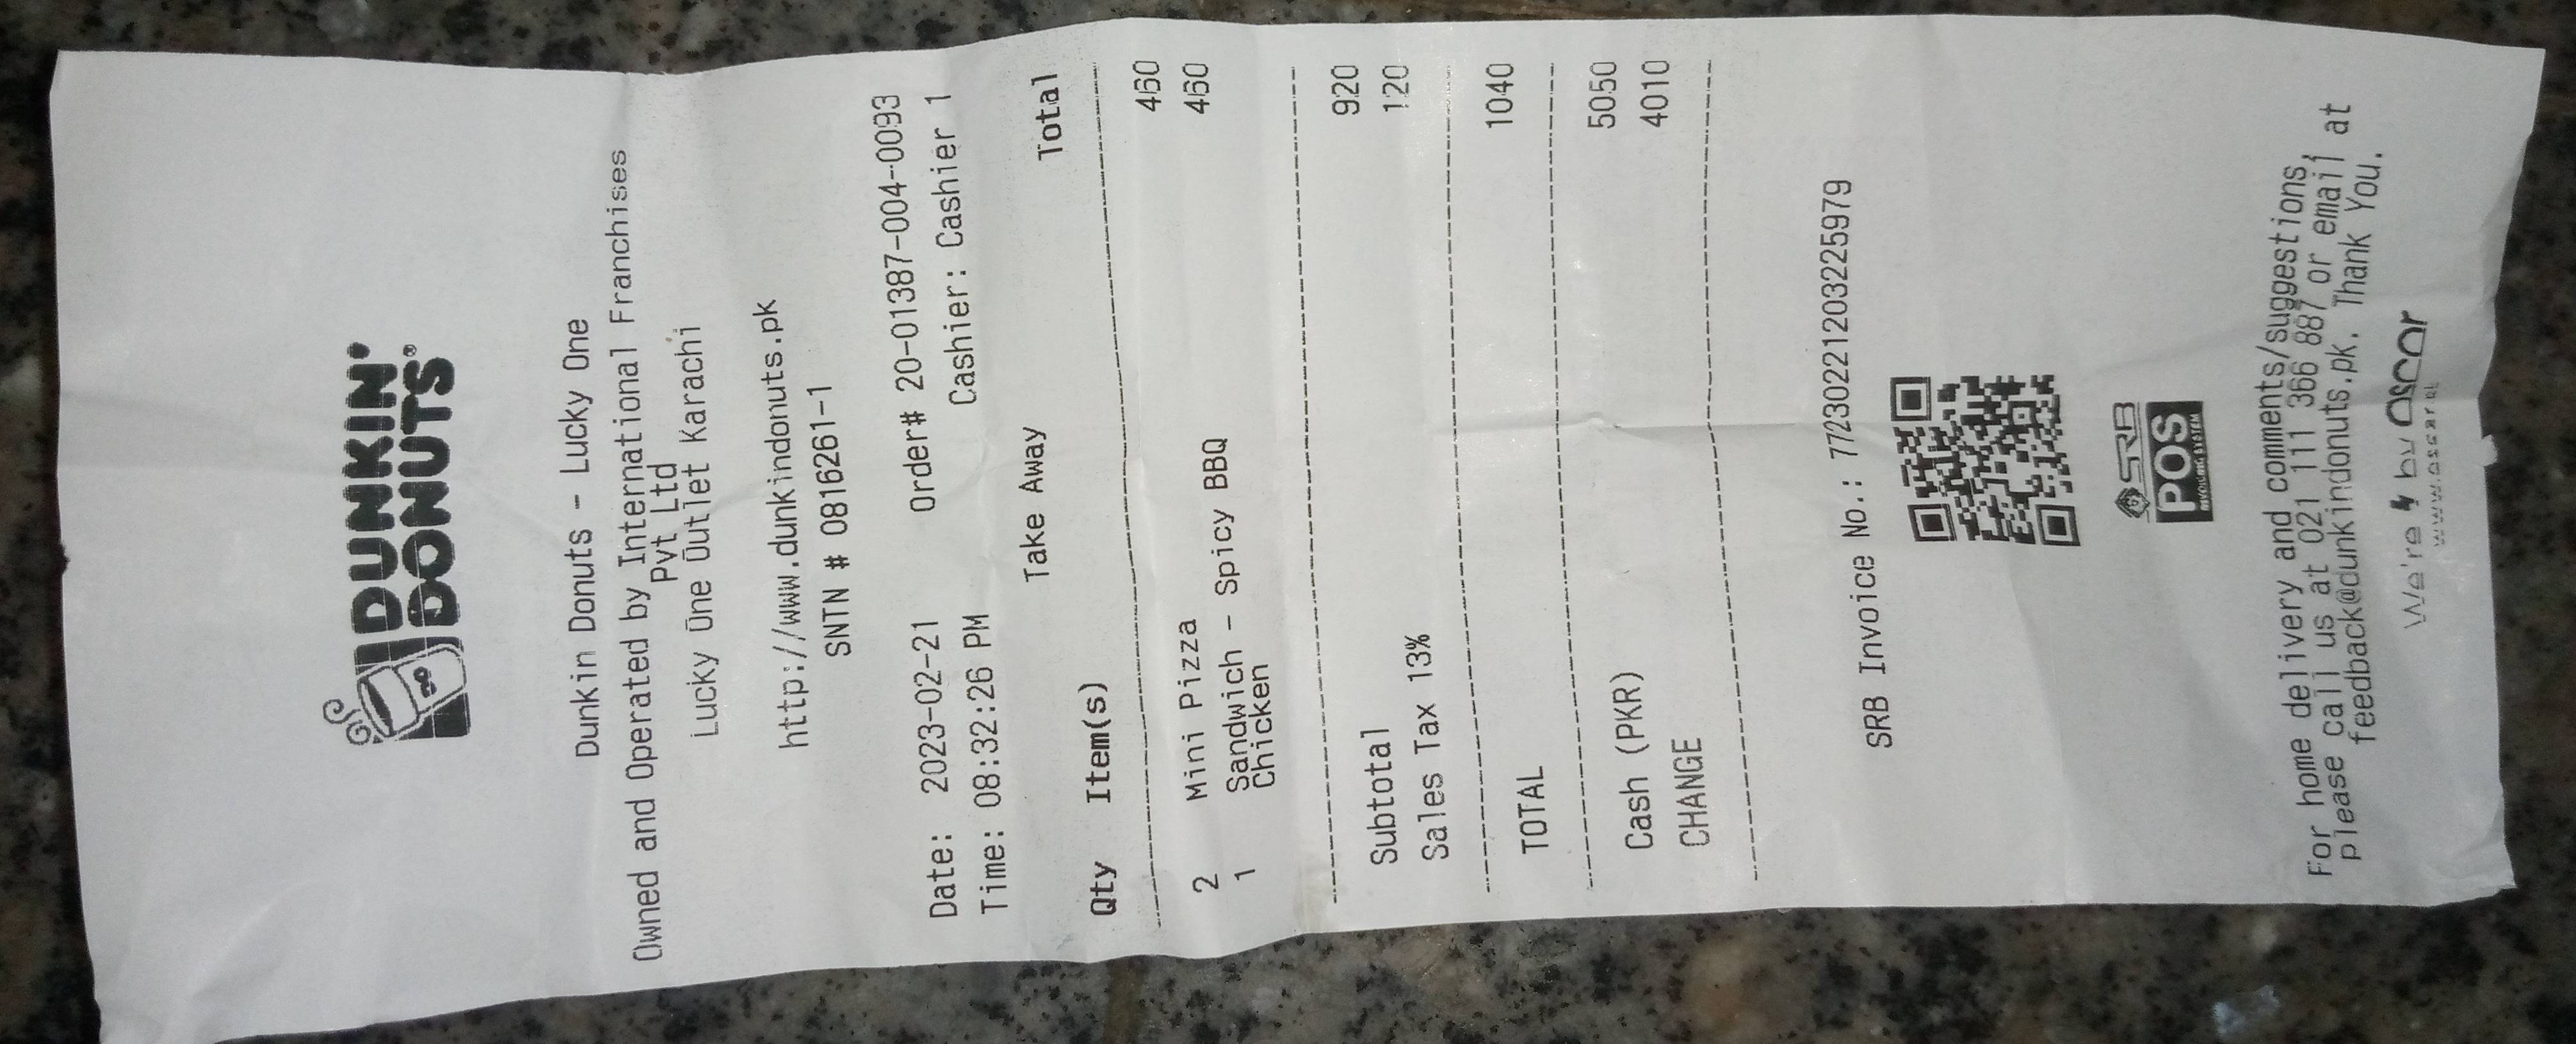 DUNKIN'
DONUTS®
DD
Dunkin Donuts - Lucky One
Owned and Operated by International Franchises
Pvt Ltd
Lucky One Outlet Karachi
http://www.dunkindonuts.pk
SNTN # 0816261-1
Date: 2023-02-21 Order# 20-01387-004-0093
Time: 08:32:26 PM Cashier: Cashier 1
Take Away
Qty Item(s) Total
2 Mini Pizza 460
1 Sandwich - Spicy BBQ 460
Chicken
Subtotal 920
Sales Tax 13% 120
TOTAL 1040
Cash (PKR) 5050
CHANGE 4010
SRB Invoice No.: 7723022120322597​9
SRB
POS
INVOICING SYSTEM
For home delivery and comments/suggestions,
please call us at 021 111 366 887 or email at
feedback@dunkindonuts.pk. Thank You.
We're by oscar